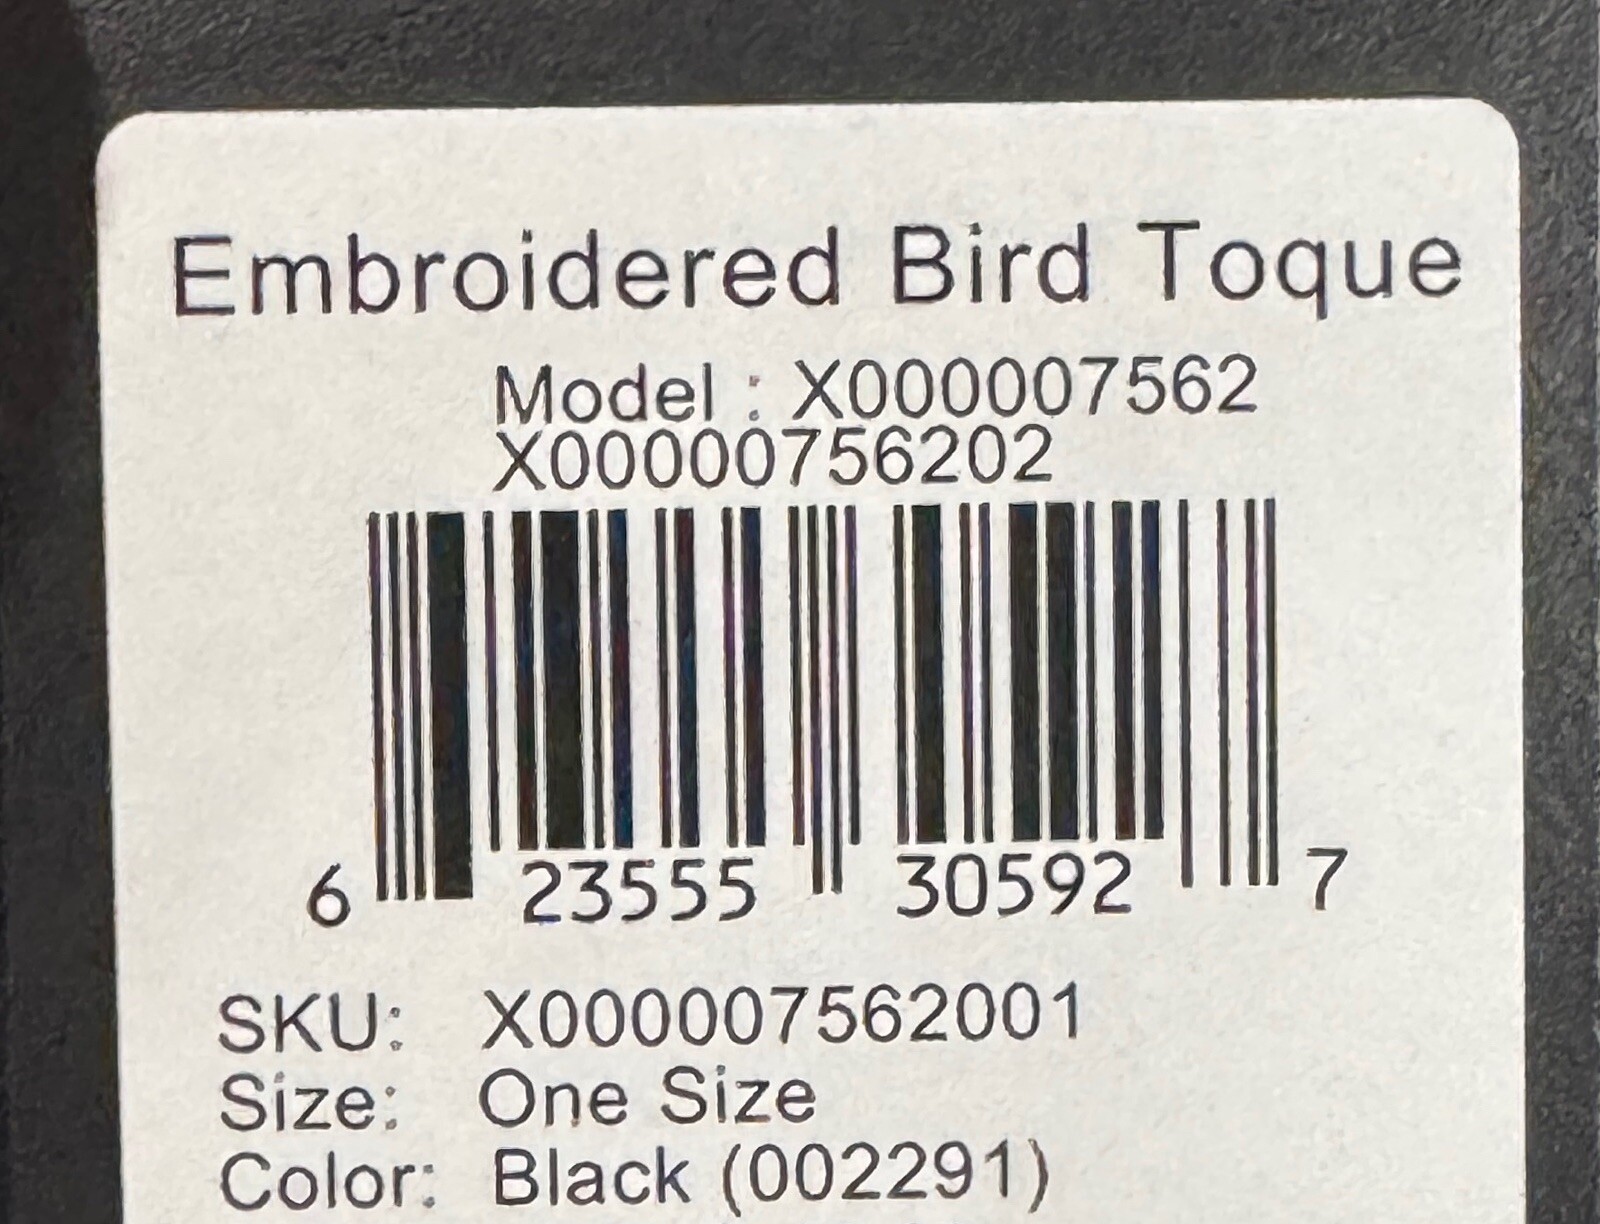 Embroidered Bird Toque
Model : X000007562
X00000756202
6 23555 30592 7
SKU: X000007562001
Size: One Size
Color: Black (002291)